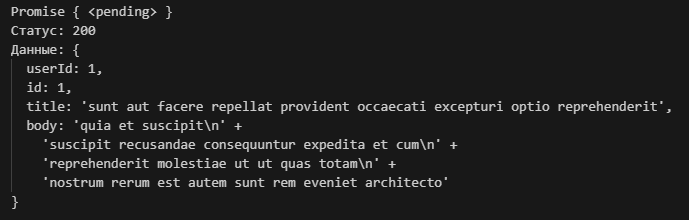 Promise { <pending> }
Статус: 200
Данные: {
  userId: 1,
  id: 1,
  title: 'sunt aut facere repellat provident occaecati excepturi optio reprehenderit',
  body: 'quia et suscipit\n' +
    'suscipit recusandae consequuntur expedita et cum\n' +
    'reprehenderit molestiae ut ut quas totam\n' +
    'nostrum rerum est autem sunt rem eveniet architecto'
}